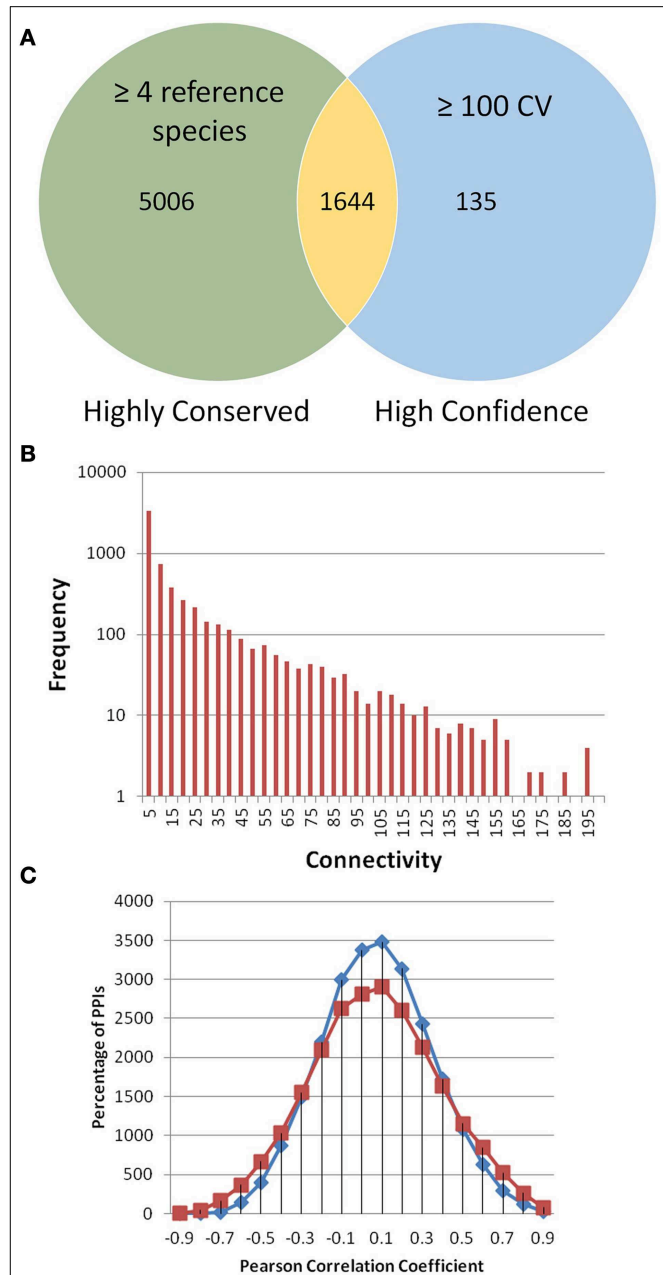 A
≥ 4 reference
species
≥ 100 CV
5006
1644
135
Highly Conserved
High Confidence
B
10000
1000
100
10
1
Frequency
5
15
25
35
45
55
65
75
85
95
105
115
125
135
145
155
165
175
185
195
Connectivity
C
4000
3500
3000
2500
2000
1500
1000
500
0
Percentage of PPIs
-0.9 -0.7 -0.5 -0.3 -0.1 0.1 0.3 0.5 0.7 0.9
Pearson Correlation Coefficient